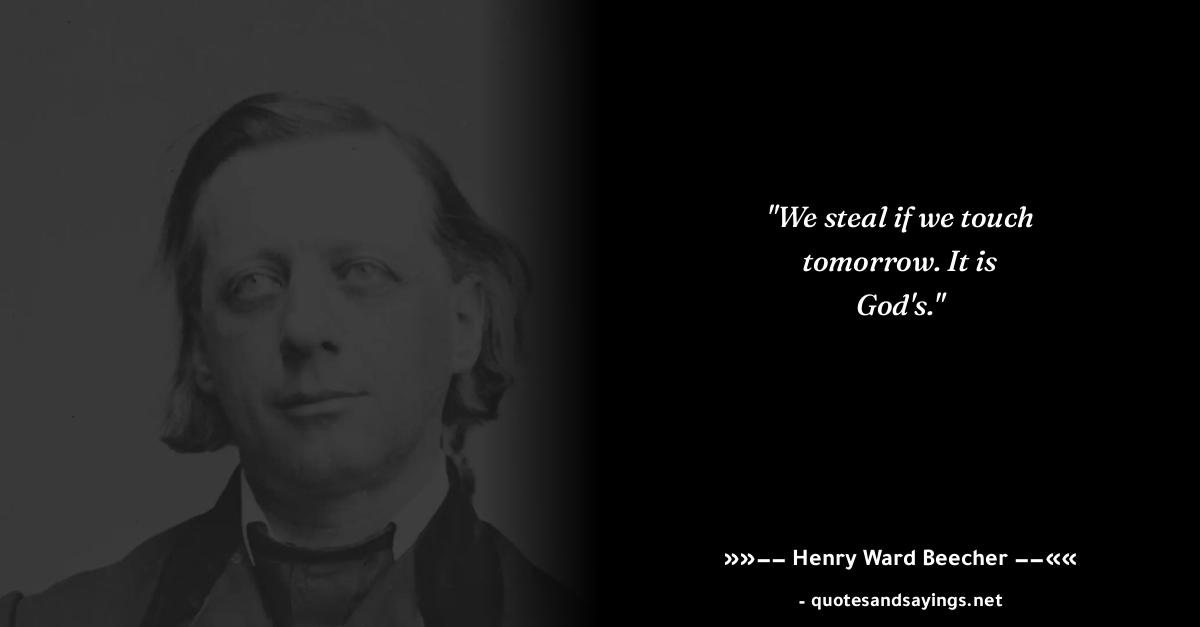 "We steal if we touch
tomorrow. It is
God's."
»»−− Henry Ward Beecher −−««
- quotesandsayings.net